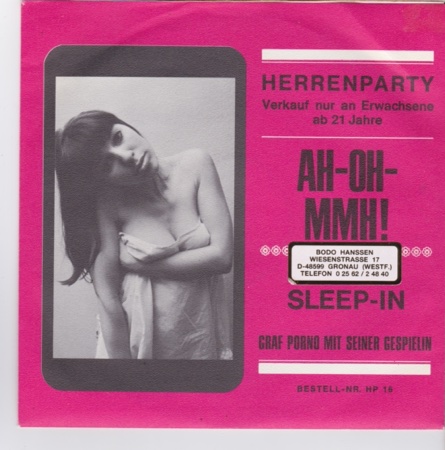 HERRENPARTY
Verkauf nur an Erwachsene
ab 21 Jahre
AH-OH-
MMH!
BODO HANSSEN
WIESENSTRASSE 17
D-48599 GRONAU (WESTF.)
TELEFON 0 25 62 / 2 48 40
SLEEP-IN
GRAF PORNO MIT SEINER GESPIELIN
BESTELL-NR. HP 16